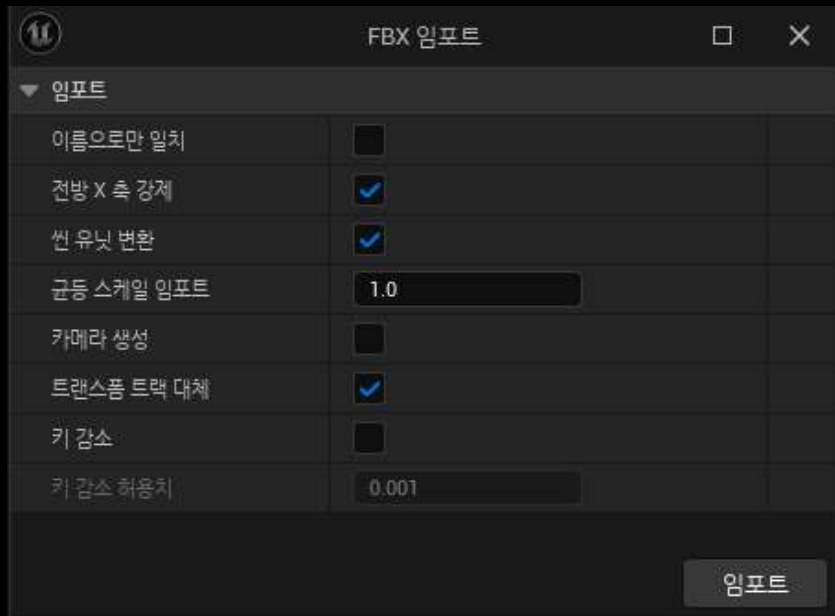 FBX 임포트
임포트
이름으로만 일치
전방 X 축 강제
씬 유닛 변환
균등 스케일 임포트 1.0
카메라 생성
트랜스폼 트랙 대체
키 감소
키 감소 허용치 0.001
임포트